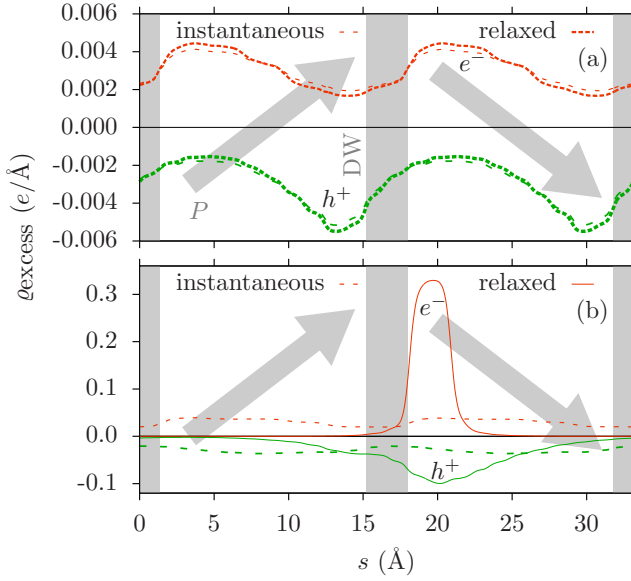 0.006
instantaneous
relaxed
(a)
0.004
e⁻
0.002
0.000
-0.002
DW
-0.004
P
h⁺
-0.006
ϱexcess (e/Å)
instantaneous
relaxed
(b)
0.3
e⁻
0.2
0.1
0.0
h⁺
-0.1
0 5 10 15 20 25 30
s (Å)